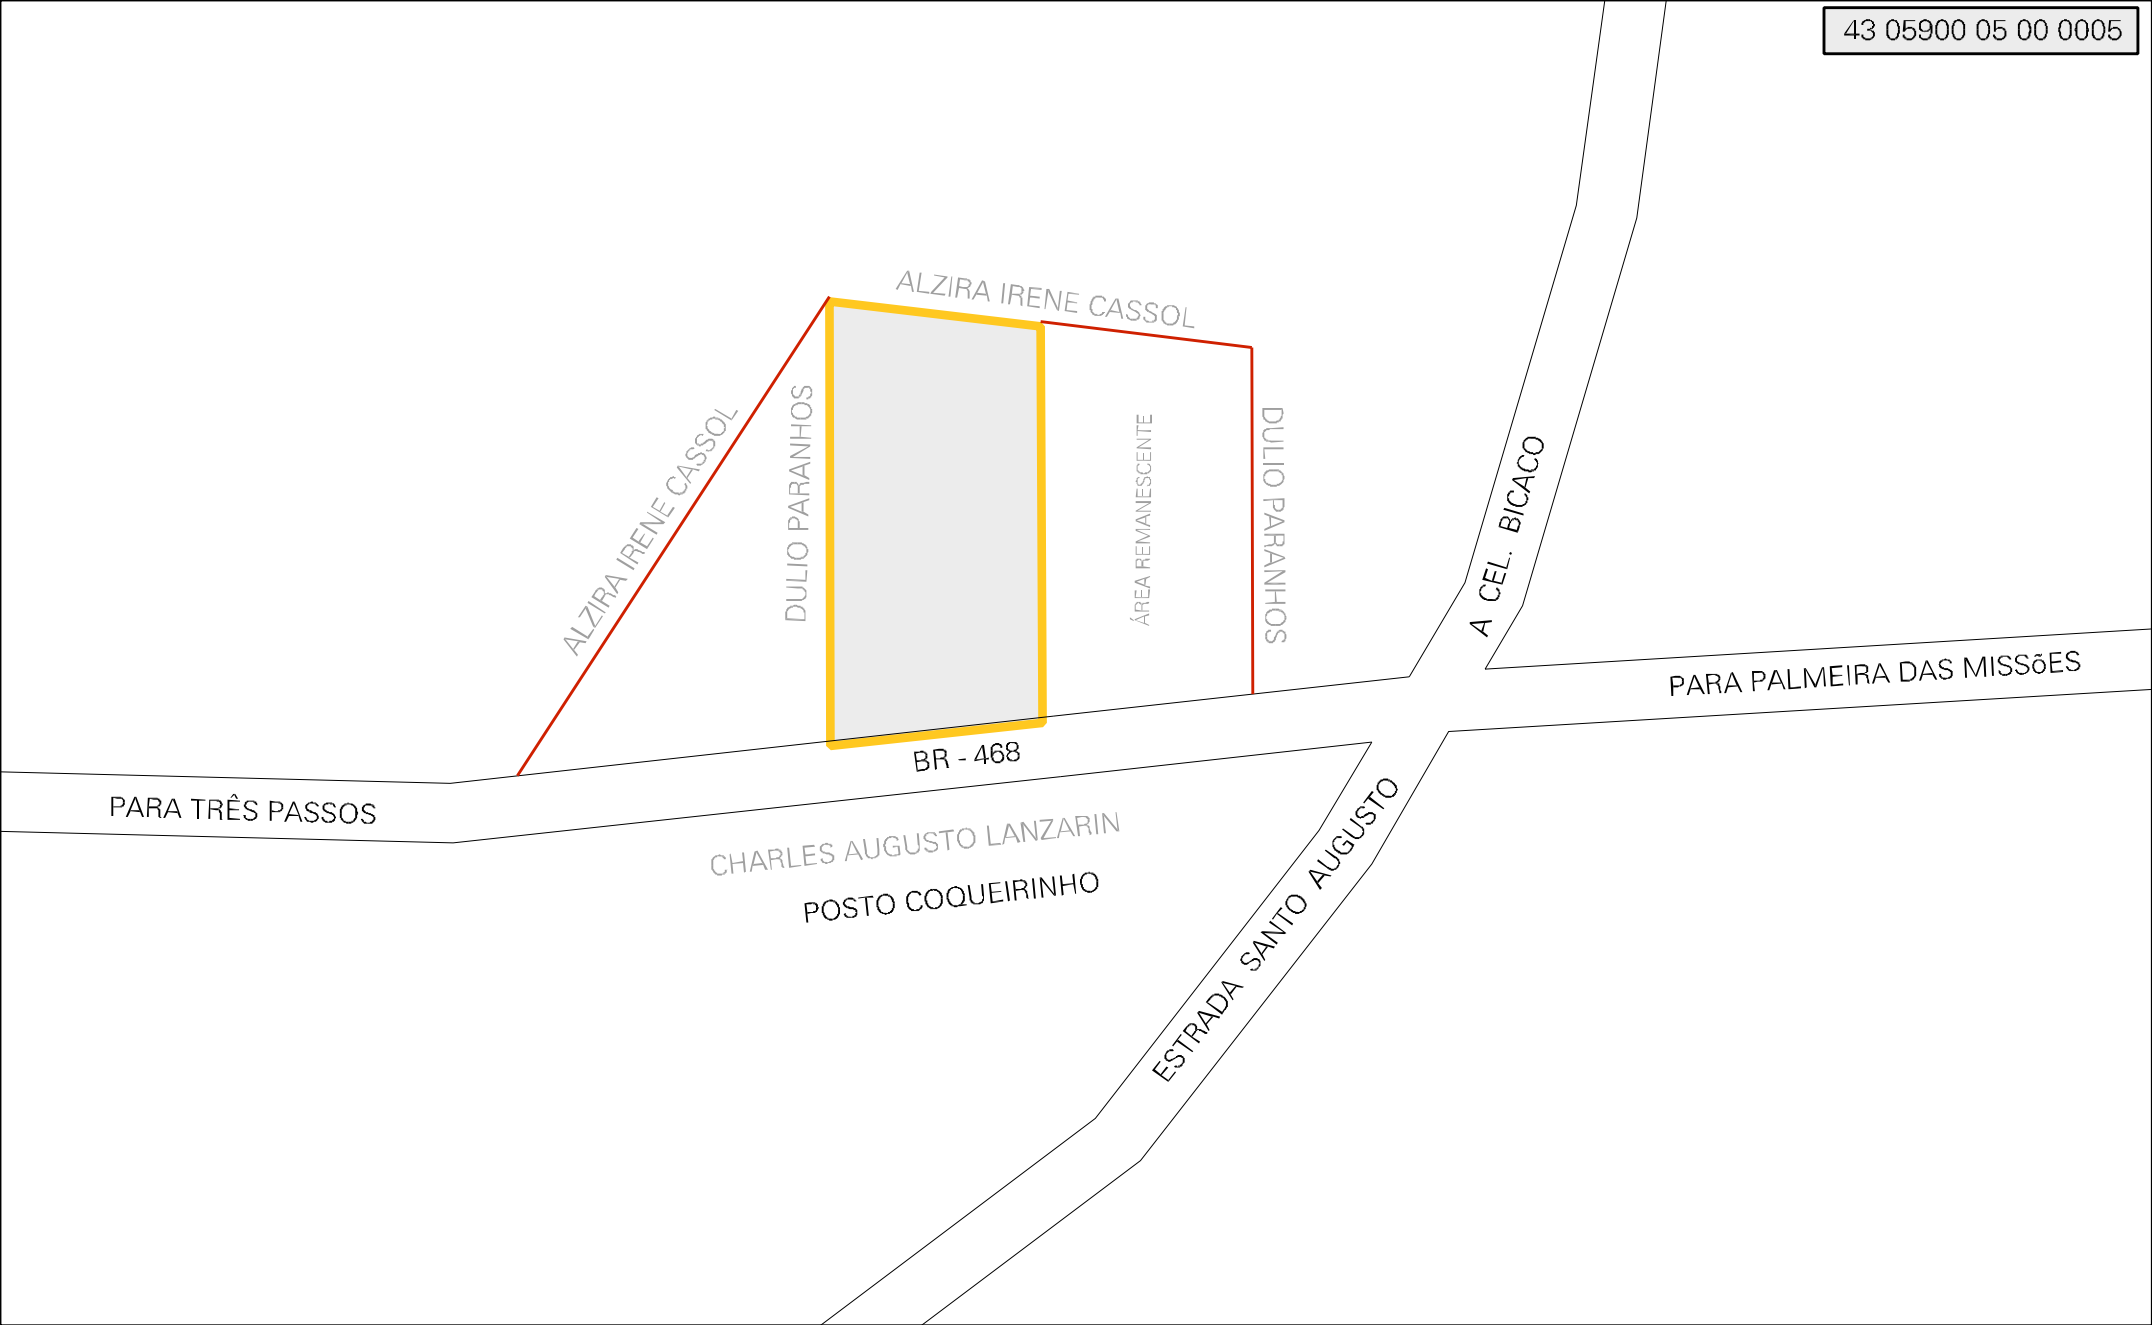 43 05900 05 00 0005
ALZIRA IRENE CASSOL
ALZIRA IRENE CASSOL
DULIO PARANHOS
ÁREA REMANESCENTE
DULIO PARANHOS
A CEL. BICACO
PARA PALMEIRA DAS MISSõES
BR - 468
PARA TRÊS PASSOS
CHARLES AUGUSTO LANZARIN
POSTO COQUEIRINHO
ESTRADA SANTO AUGUSTO